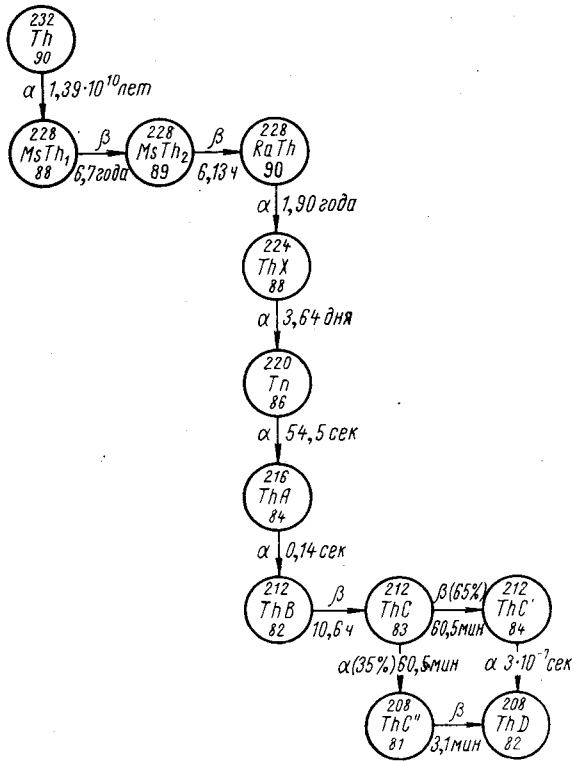 232
Th
90
α 1,39·10¹⁰ лет
228
MsTh₁
88
β
6,7 года
228
MsTh₂
89
β
6,13 ч
228
RaTh
90
α 1,90 года
224
ThX
88
α 3,64 дня
220
Tn
86
α 54,5 сек
216
ThA
84
α 0,14 сек
212
ThB
82
β
10,6 ч
212
ThC
83
β (65%)
60,5 мин
212
ThC'
84
α (35%) 60,5 мин
α 3·10⁻⁷ сек
208
ThC"
81
β
3,1 мин
208
ThD
82